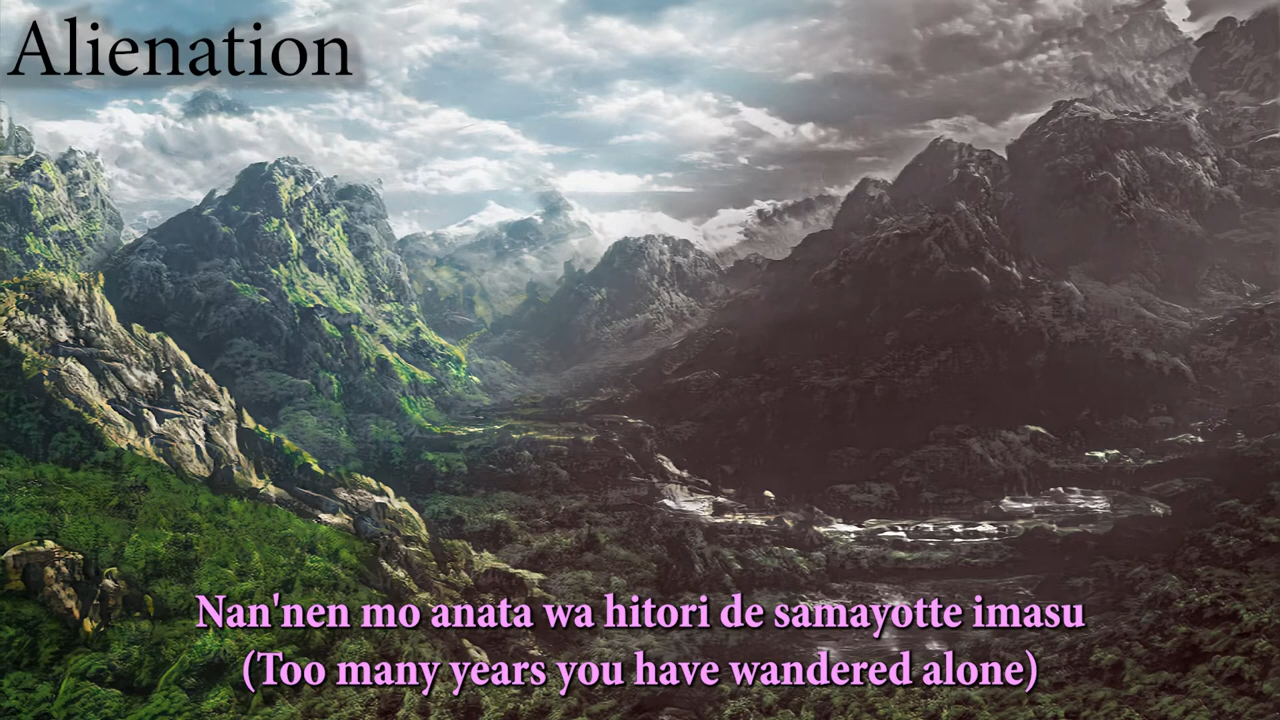 Alienation
Nan'nen mo anata wa hitori de samayotte imasu
(Too many years you have wandered alone)